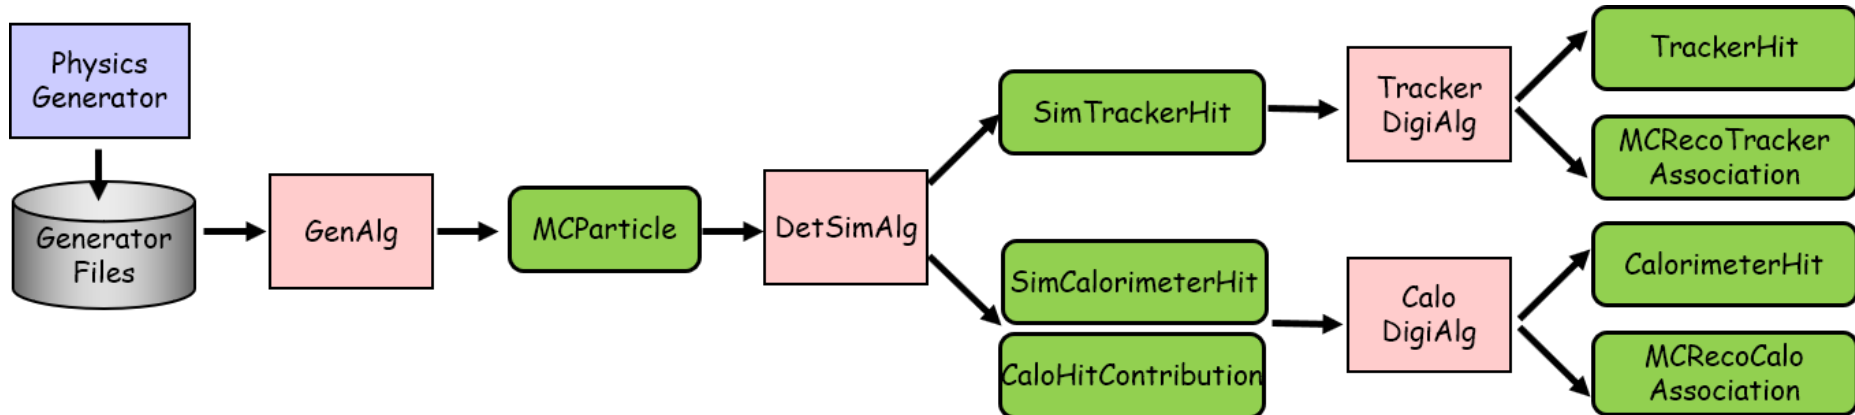 Physics
Generator
Generator
Files
GenAlg
MCParticle
DetSimAlg
SimTrackerHit
SimCalorimeterHit
CaloHitContribution
Tracker
DigiAlg
Calo
DigiAlg
TrackerHit
MCRecoTracker
Association
CalorimeterHit
MCRecoCalo
Association